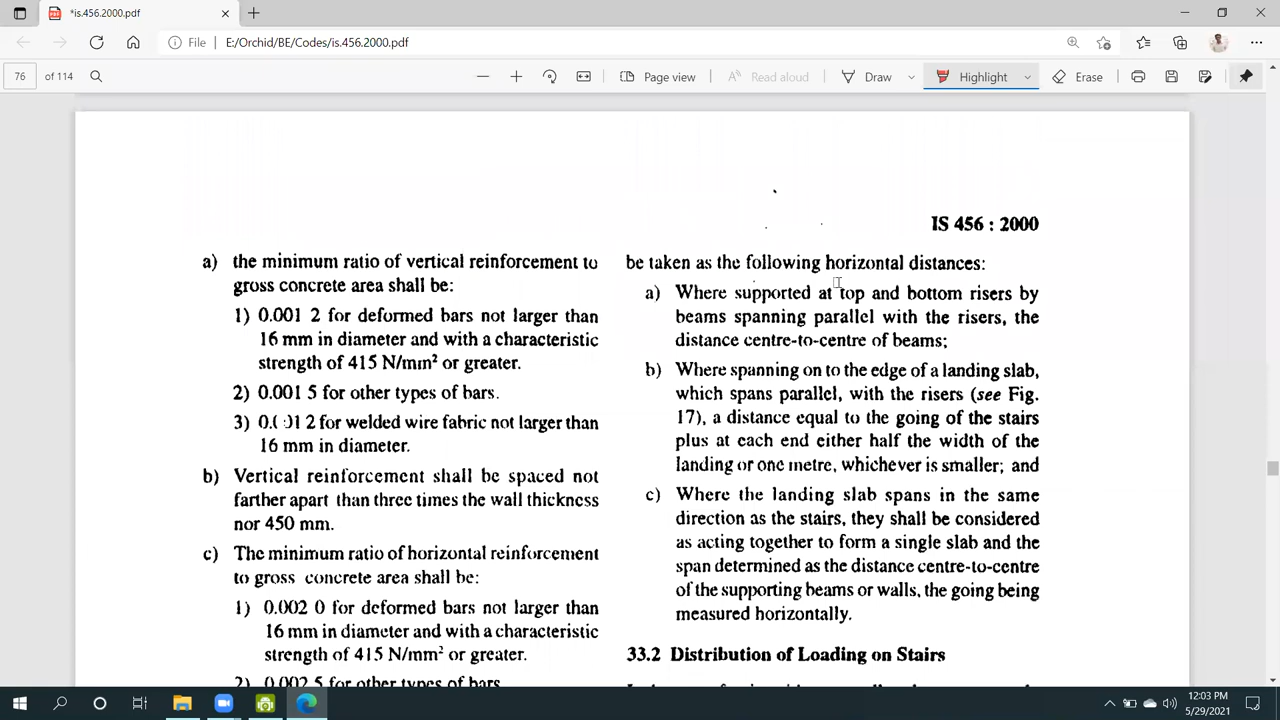 *is.456.2000.pdf
File
E:/Orchid/BE/Codes/is.456.2000.pdf
76 of 114
Page view
Read aloud
Draw
Highlight
Erase
IS 456 : 2000
a) the minimum ratio of vertical reinforcement to
gross concrete area shall be:
1) 0.001 2 for deformed bars not larger than
16 mm in diameter and with a characteristic
strength of 415 N/mm² or greater.
2) 0.001 5 for other types of bars.
3) 0.001 2 for welded wire fabric not larger than
16 mm in diameter.
b) Vertical reinforcement shall be spaced not
farther apart than three times the wall thickness
nor 450 mm.
c) The minimum ratio of horizontal reinforcement
to gross concrete area shall be:
1) 0.002 0 for deformed bars not larger than
16 mm in diameter and with a characteristic
strength of 415 N/mm² or greater.
2) 0.002 5 for other types of bars.
be taken as the following horizontal distances:
a) Where supported at top and bottom risers by
beams spanning parallel with the risers, the
distance centre-to-centre of beams;
b) Where spanning on to the edge of a landing slab,
which spans parallel, with the risers (see Fig.
17), a distance equal to the going of the stairs
plus at each end either half the width of the
landing or one metre, whichever is smaller; and
c) Where the landing slab spans in the same
direction as the stairs, they shall be considered
as acting together to form a single slab and the
span determined as the distance centre-to-centre
of the supporting beams or walls, the going being
measured horizontally.
33.2 Distribution of Loading on Stairs
12:03 PM
5/29/2021